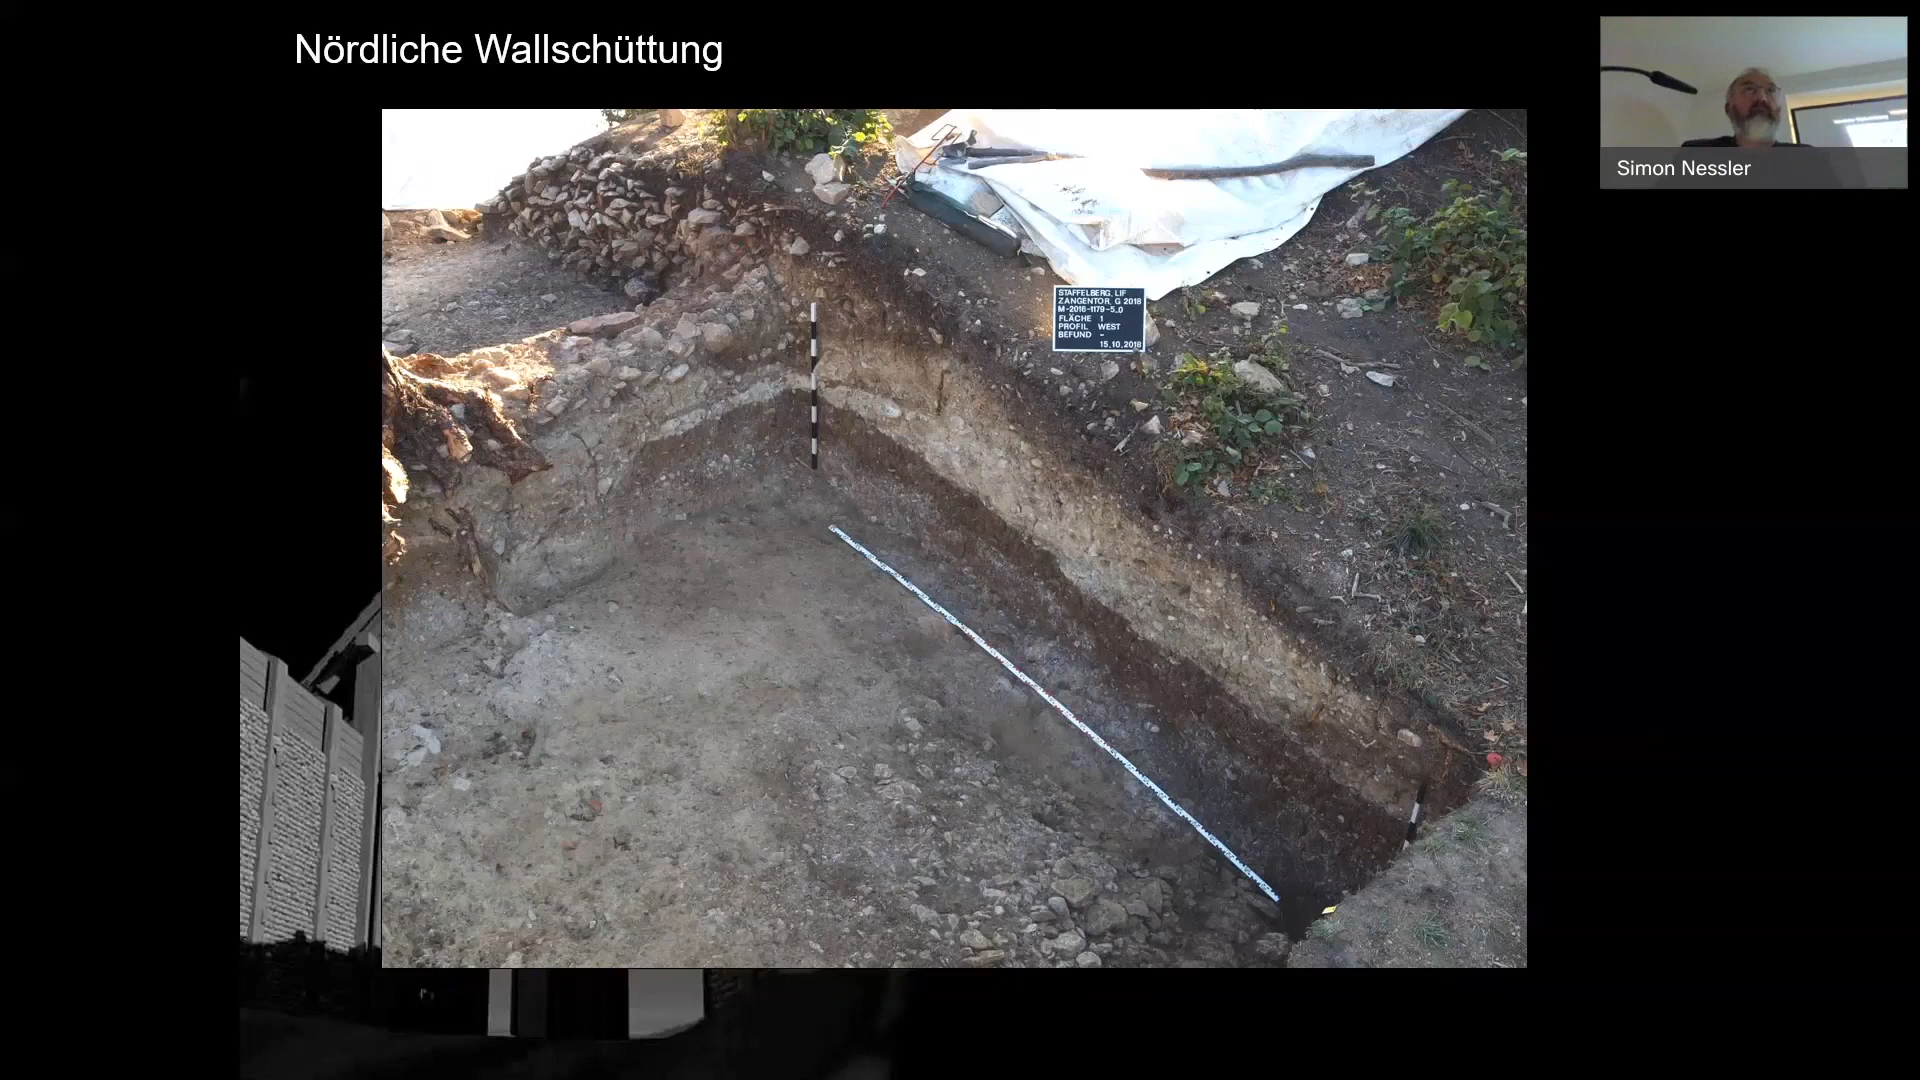 Nördliche Wallschüttung
Simon Nessler
STAFFELBERG, LIF
ZANGENTOR, G 2018
M-2016-1179-5_0
FLÄCHE 1
PROFIL WEST
BEFUND -
15.10.2018